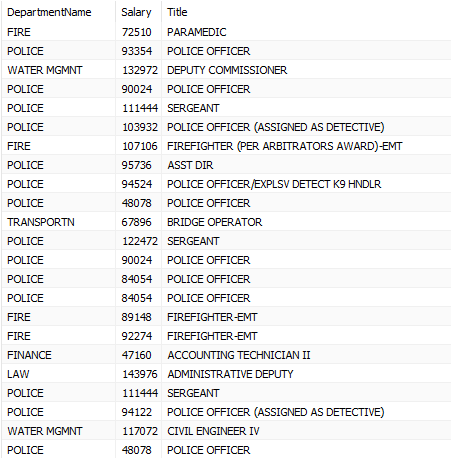 DepartmentName Salary Title
FIRE 72510 PARAMEDIC
POLICE 93354 POLICE OFFICER
WATER MGMNT 132972 DEPUTY COMMISSIONER
POLICE 90024 POLICE OFFICER
POLICE 111444 SERGEANT
POLICE 103932 POLICE OFFICER (ASSIGNED AS DETECTIVE)
FIRE 107106 FIREFIGHTER (PER ARBITRATORS AWARD)-EMT
POLICE 95736 ASST DIR
POLICE 94524 POLICE OFFICER/EXPLSV DETECT K9 HNDLR
POLICE 48078 POLICE OFFICER
TRANSPORTN 67896 BRIDGE OPERATOR
POLICE 122472 SERGEANT
POLICE 90024 POLICE OFFICER
POLICE 84054 POLICE OFFICER
POLICE 84054 POLICE OFFICER
FIRE 89148 FIREFIGHTER-EMT
FIRE 92274 FIREFIGHTER-EMT
FINANCE 47160 ACCOUNTING TECHNICIAN II
LAW 143976 ADMINISTRATIVE DEPUTY
POLICE 111444 SERGEANT
POLICE 94122 POLICE OFFICER (ASSIGNED AS DETECTIVE)
WATER MGMNT 117072 CIVIL ENGINEER IV
POLICE 48078 POLICE OFFICER